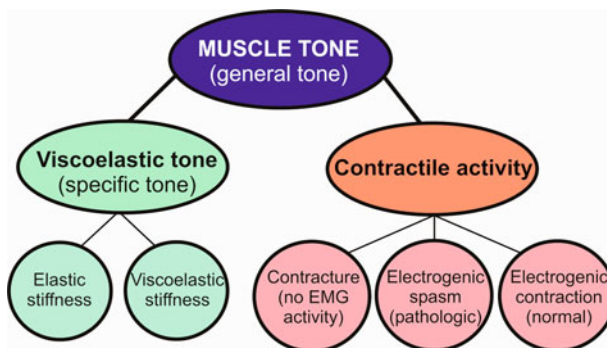 MUSCLE TONE
(general tone)
Viscoelastic tone
(specific tone)
Contractile activity
Elastic
stiffness
Viscoelastic
stiffness
Contracture
(no EMG
activity)
Electrogenic
spasm
(pathologic)
Electrogenic
contraction
(normal)